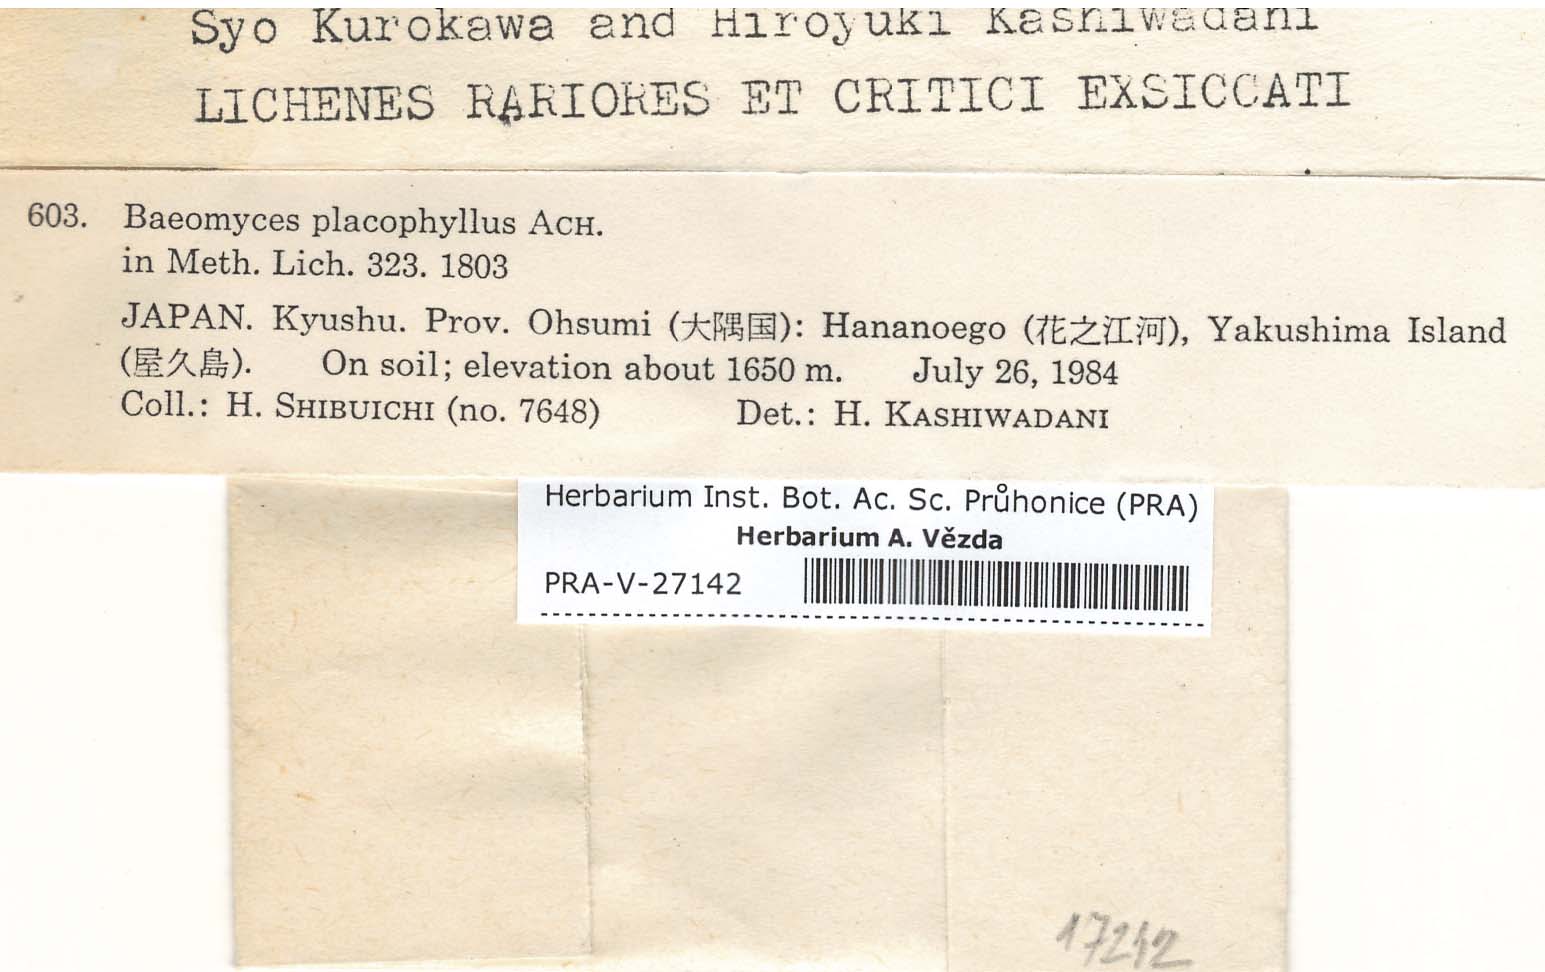 Syo Kurokawa and Hiroyuki Kashiwadani
LICHENES RARIORES ET CRITICI EXSICCATI
603. Baeomyces placophyllus ACH.
in Meth. Lich. 323. 1803
JAPAN. Kyushu. Prov. Ohsumi (大隅国): Hananoego (花之江河), Yakushima Island
(屋久島). On soil; elevation about 1650 m. July 26, 1984
Coll.: H. SHIBUICHI (no. 7648) Det.: H. KASHIWADANI
Herbarium Inst. Bot. Ac. Sc. Průhonice (PRA)
Herbarium A. Vězda
PRA-V-27142